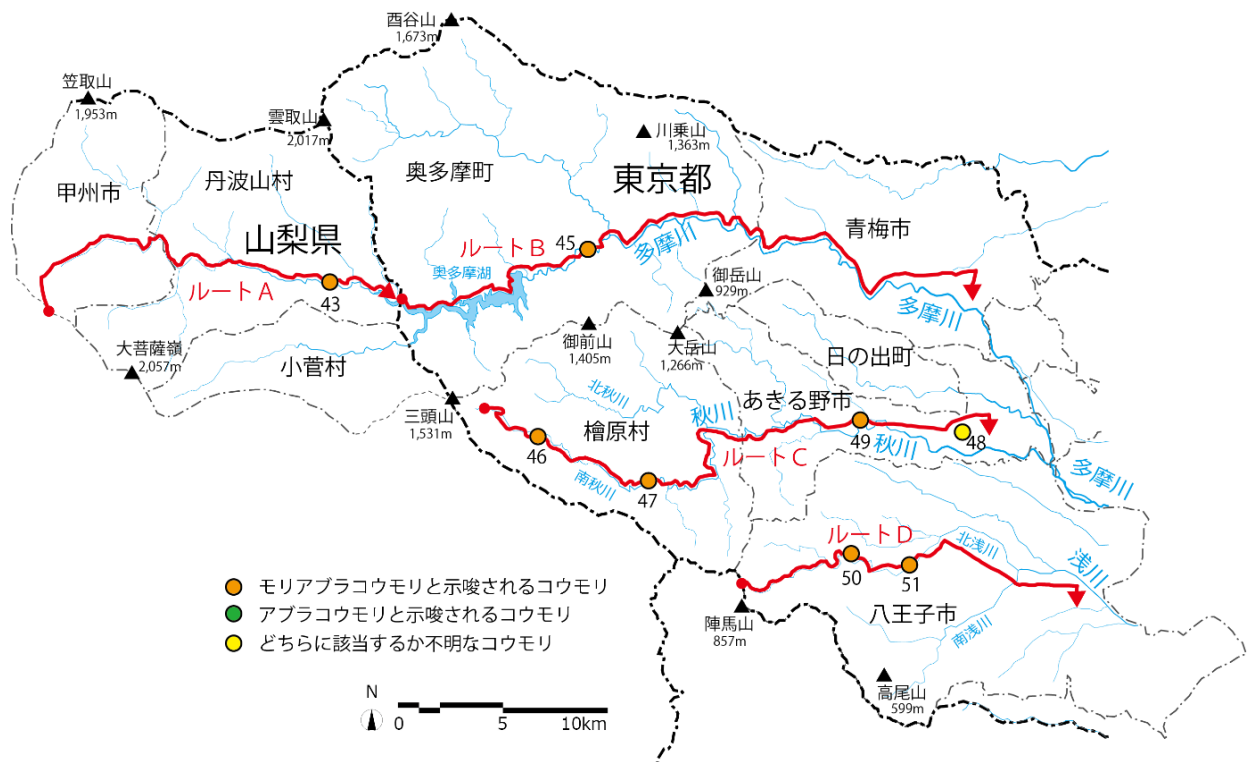 酉谷山
1,673m
笠取山
1,953m
雲取山
2,017m
川乗山
1,363m
奥多摩町
東京都
丹波山村
甲州市
青梅市
山梨県
ルートB
45
多摩川
奥多摩湖
御岳山
929m
ルートA
43
多摩川
御前山
1,405m
大岳山
1,266m
大菩薩嶺
2,057m
小菅村
日の出町
北秋川
秋川
あきる野市
三頭山
1,531m
檜原村
46
ルートC
49
秋川
48
南秋川
47
多摩川
ルートD
北浅川
浅川
50
51
モリアブラコウモリと示唆されるコウモリ
アブラコウモリと示唆されるコウモリ
どちらに該当するか不明なコウモリ
陣馬山
857m
八王子市
南浅川
高尾山
599m
N
0
5
10km